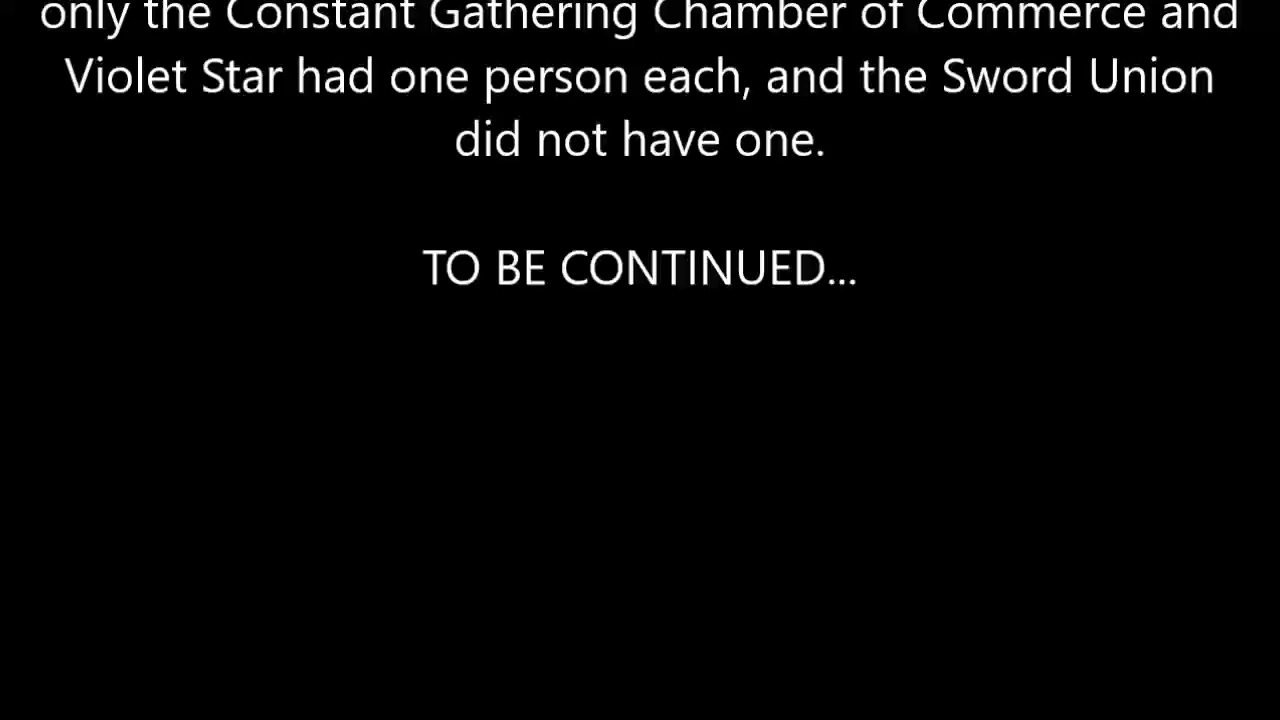 only the Constant Gathering Chamber of Commerce and
Violet Star had one person each, and the Sword Union
did not have one.
TO BE CONTINUED...